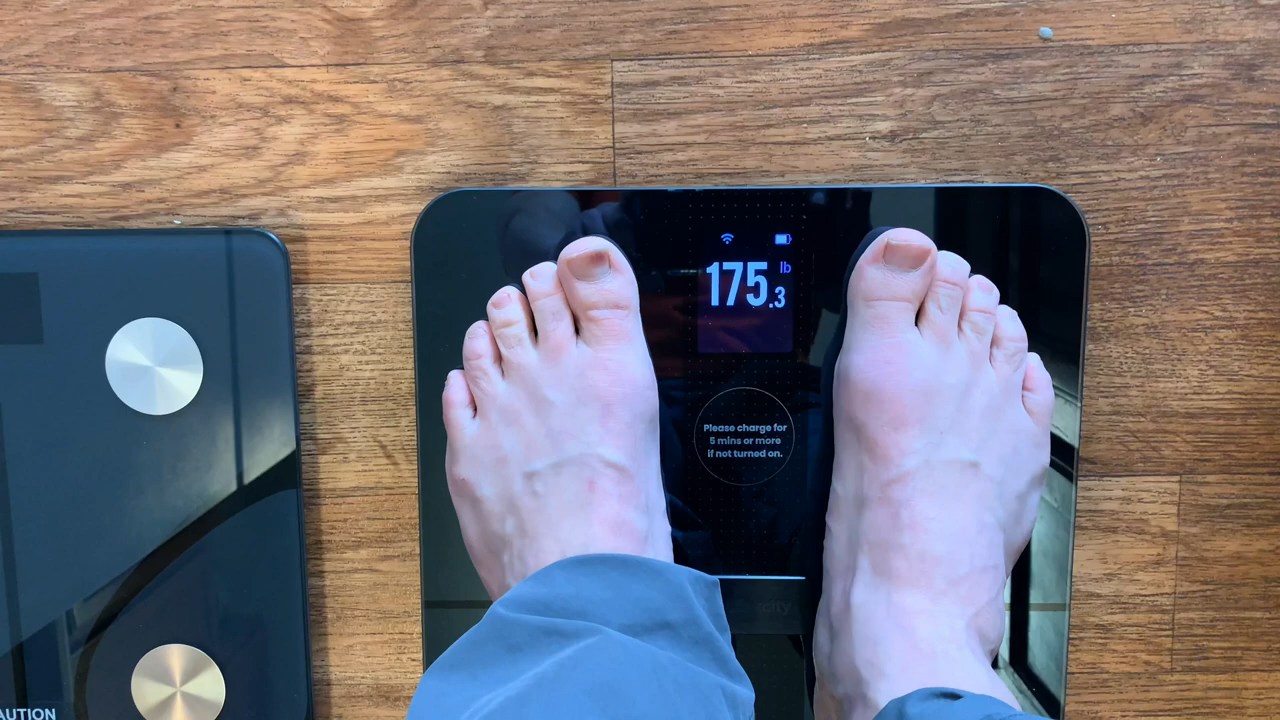 lb
175.3
Please charge for
5 mins or more
if not turned on.
AUTION